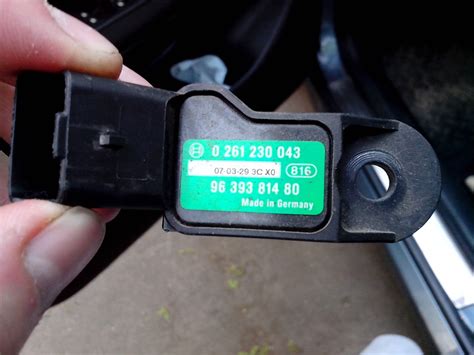 0 261 230 043
07-03-29 3C X0 816
96 393 814 80
Made in Germany